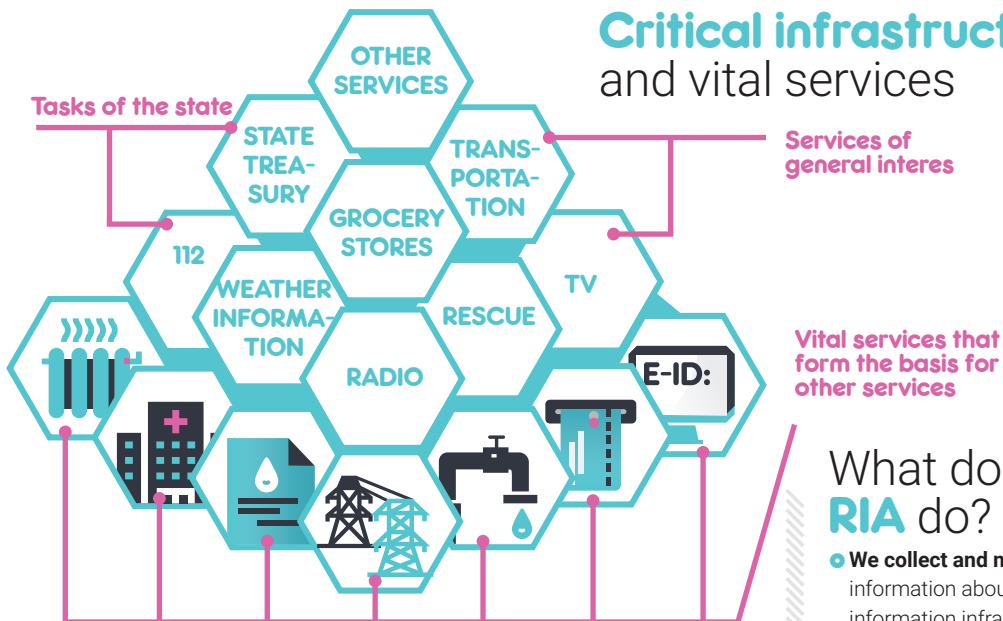 Critical infrastruct
and vital services
Tasks of the state
OTHER
SERVICES
STATE
TREA-
SURY
TRANS-
PORTA-
TION
Services of
general interes
GROCERY
STORES
112
WEATHER
INFORMA-
TION
RESCUE
TV
RADIO
E-ID:
Vital services that
form the basis for
other services
What do
RIA do?
We collect and m
information abou
information infra